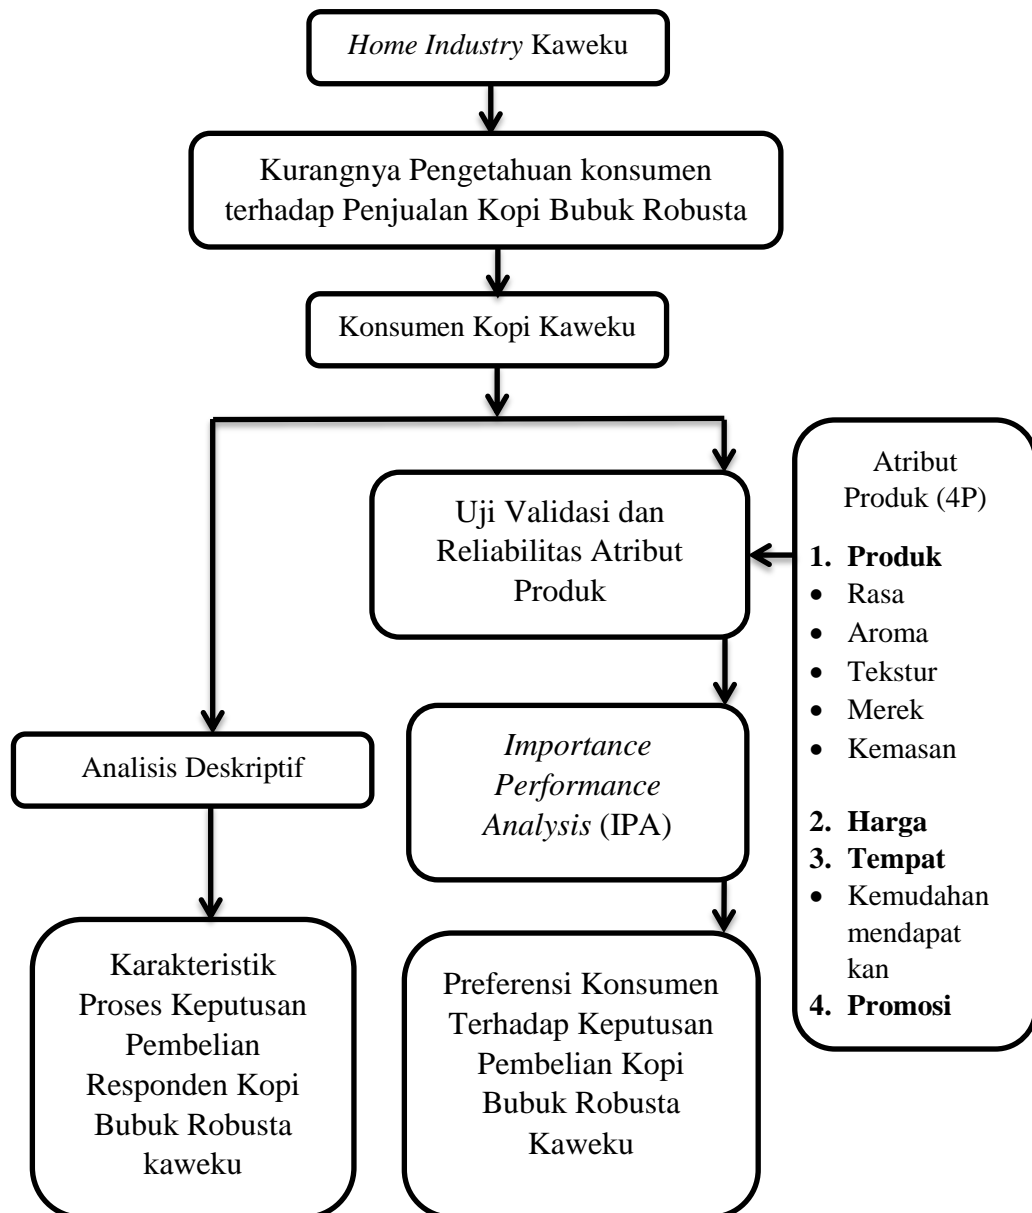 Home Industry Kaweku
Kurangnya Pengetahuan konsumen
terhadap Penjualan Kopi Bubuk Robusta
Konsumen Kopi Kaweku
Uji Validasi dan
Reliabilitas Atribut
Produk
Atribut
Produk (4P)
1. Produk
• Rasa
• Aroma
• Tekstur
• Merek
• Kemasan
2. Harga
3. Tempat
• Kemudahan
mendapat
kan
4. Promosi
Analisis Deskriptif
Importance
Performance
Analysis (IPA)
Karakteristik
Proses Keputusan
Pembelian
Responden Kopi
Bubuk Robusta
kaweku
Preferensi Konsumen
Terhadap Keputusan
Pembelian Kopi
Bubuk Robusta
Kaweku